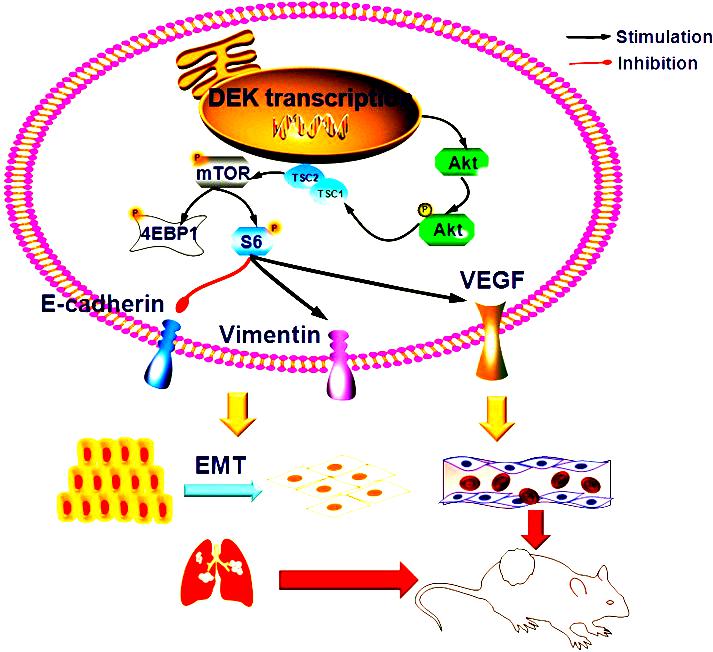 Stimulation
Inhibition
DEK transcription
Akt
P
mTOR
TSC2
TSC1
P
Akt
P
4EBP1
P
S6
E-cadherin
Vimentin
VEGF
EMT